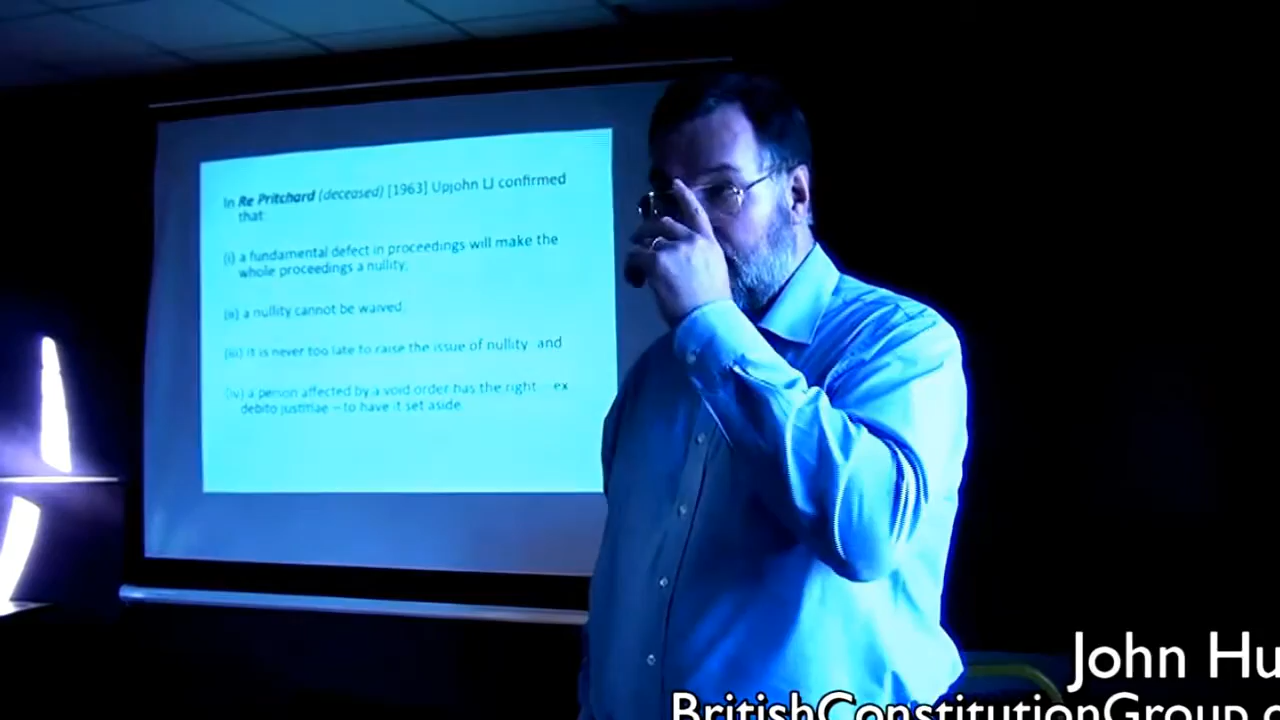 In Re Pritchard (deceased) [1963] Upjohn LJ confirmed
that:
(i) a fundamental defect in proceedings will make the
whole proceedings a nullity;
(ii) a nullity cannot be waived
(iii) it is never too late to raise the issue of nullity and
(iv) a person affected by a void order has the right – ex
debito justitiae – to have it set aside.
John Hu
BritishConstitutionGroup.c